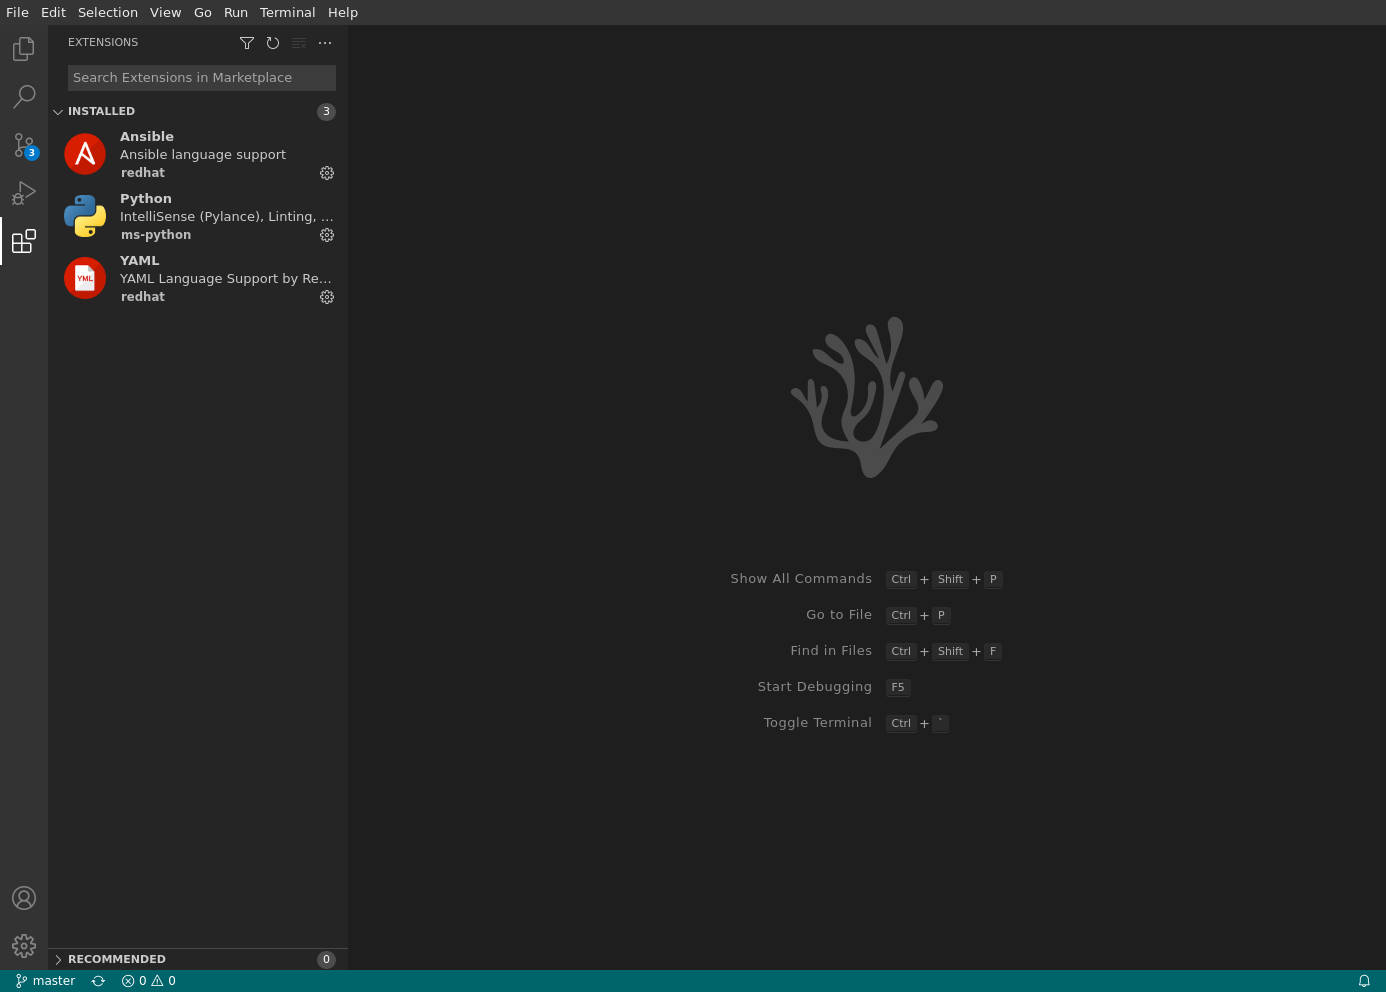 File Edit Selection View Go Run Terminal Help
EXTENSIONS
Search Extensions in Marketplace
INSTALLED 3
Ansible
Ansible language support
redhat
Python
IntelliSense (Pylance), Linting, ...
ms-python
YML
YAML
YAML Language Support by Re...
redhat
3
Show All Commands Ctrl + Shift + P
Go to File Ctrl + P
Find in Files Ctrl + Shift + F
Start Debugging F5
Toggle Terminal Ctrl + `
RECOMMENDED 0
master 0 0